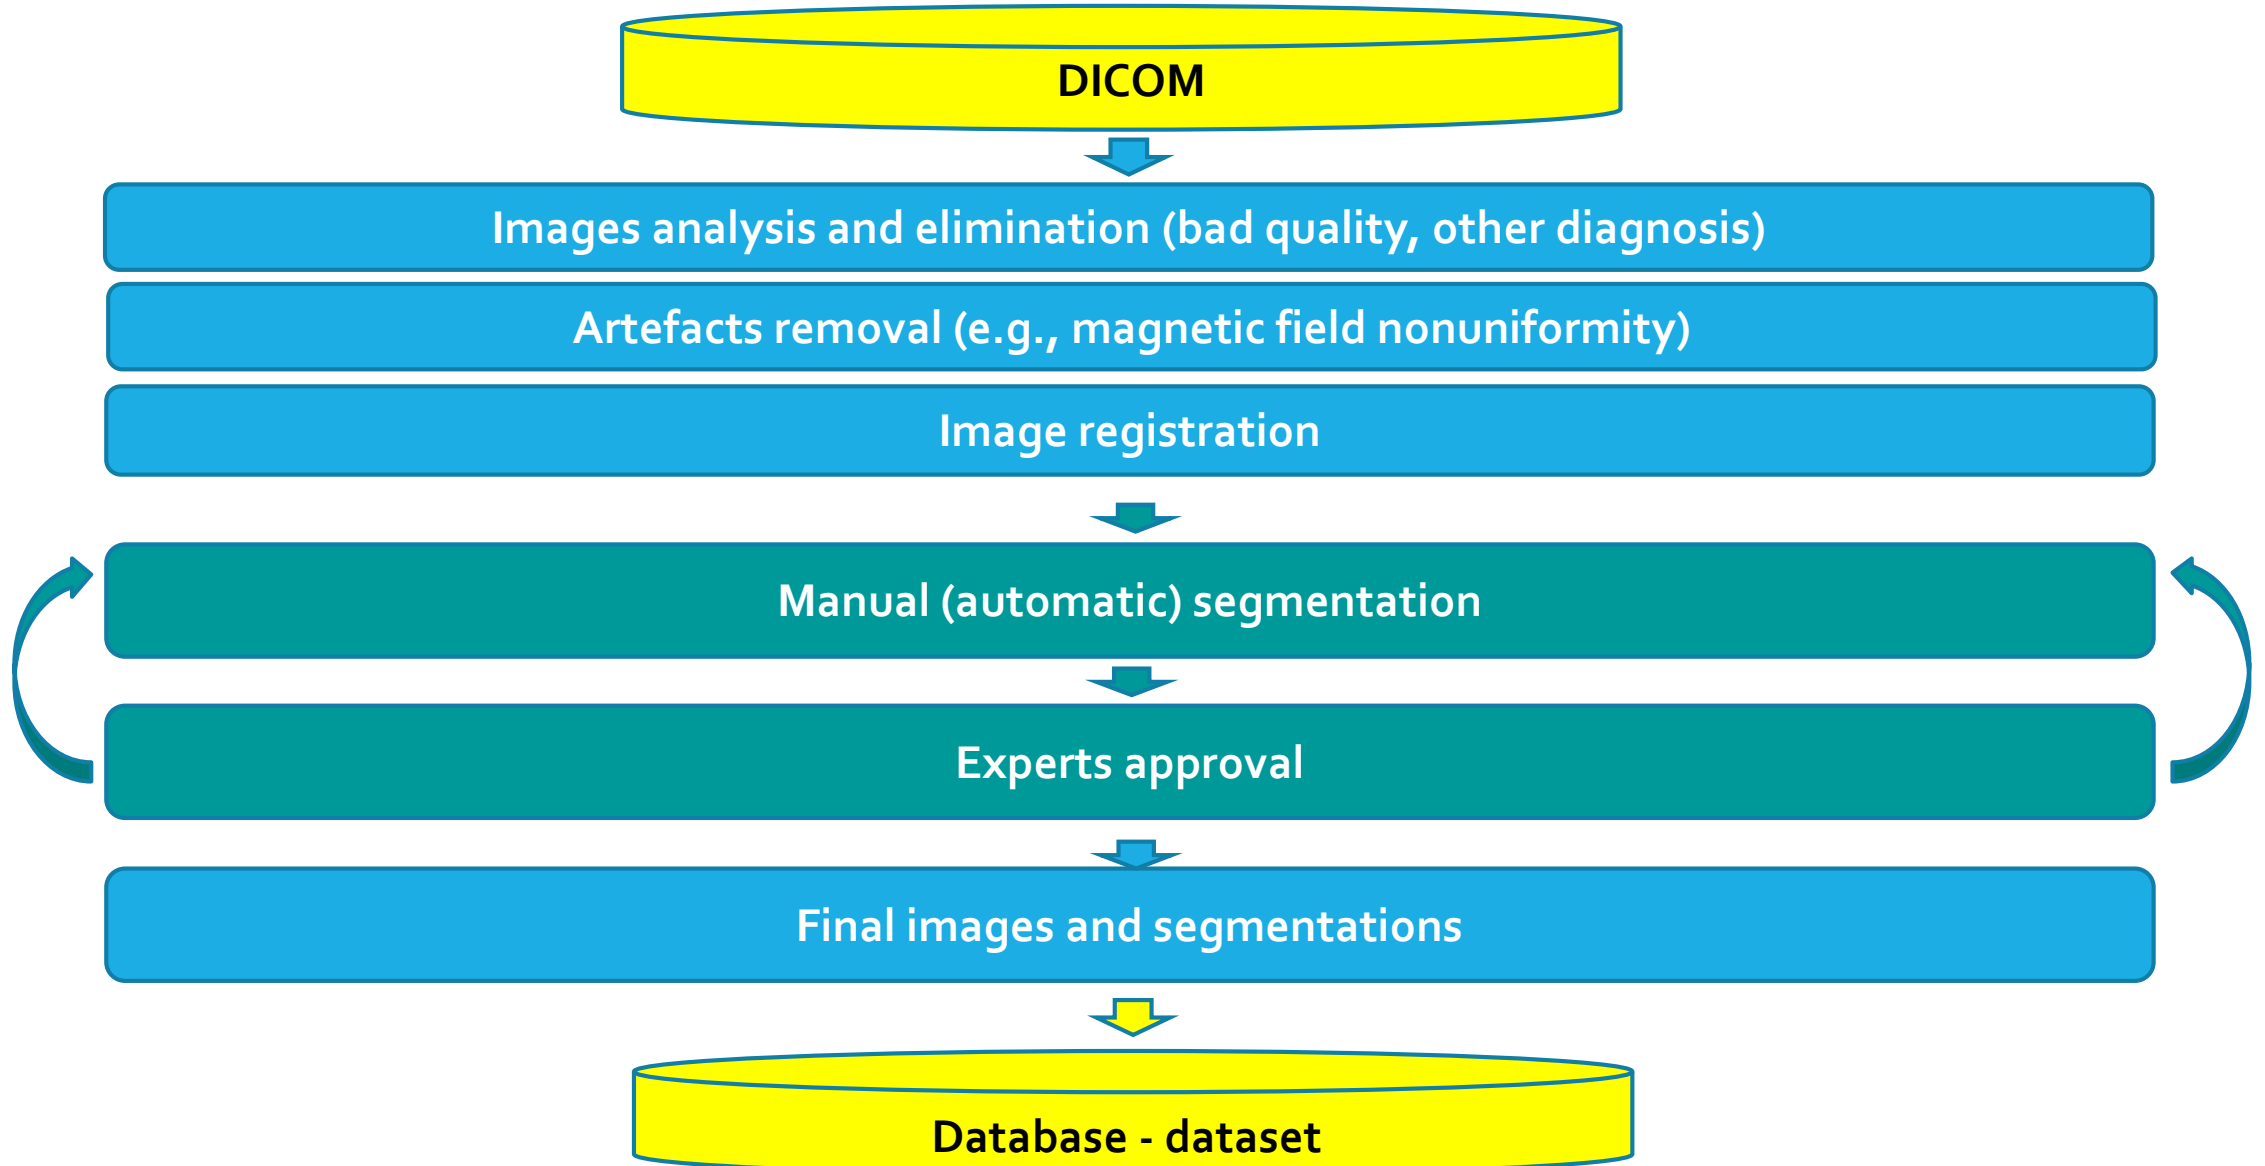 DICOM
Images analysis and elimination (bad quality, other diagnosis)
Artefacts removal (e.g., magnetic field nonuniformity)
Image registration
Manual (automatic) segmentation
Experts approval
Final images and segmentations
Database - dataset